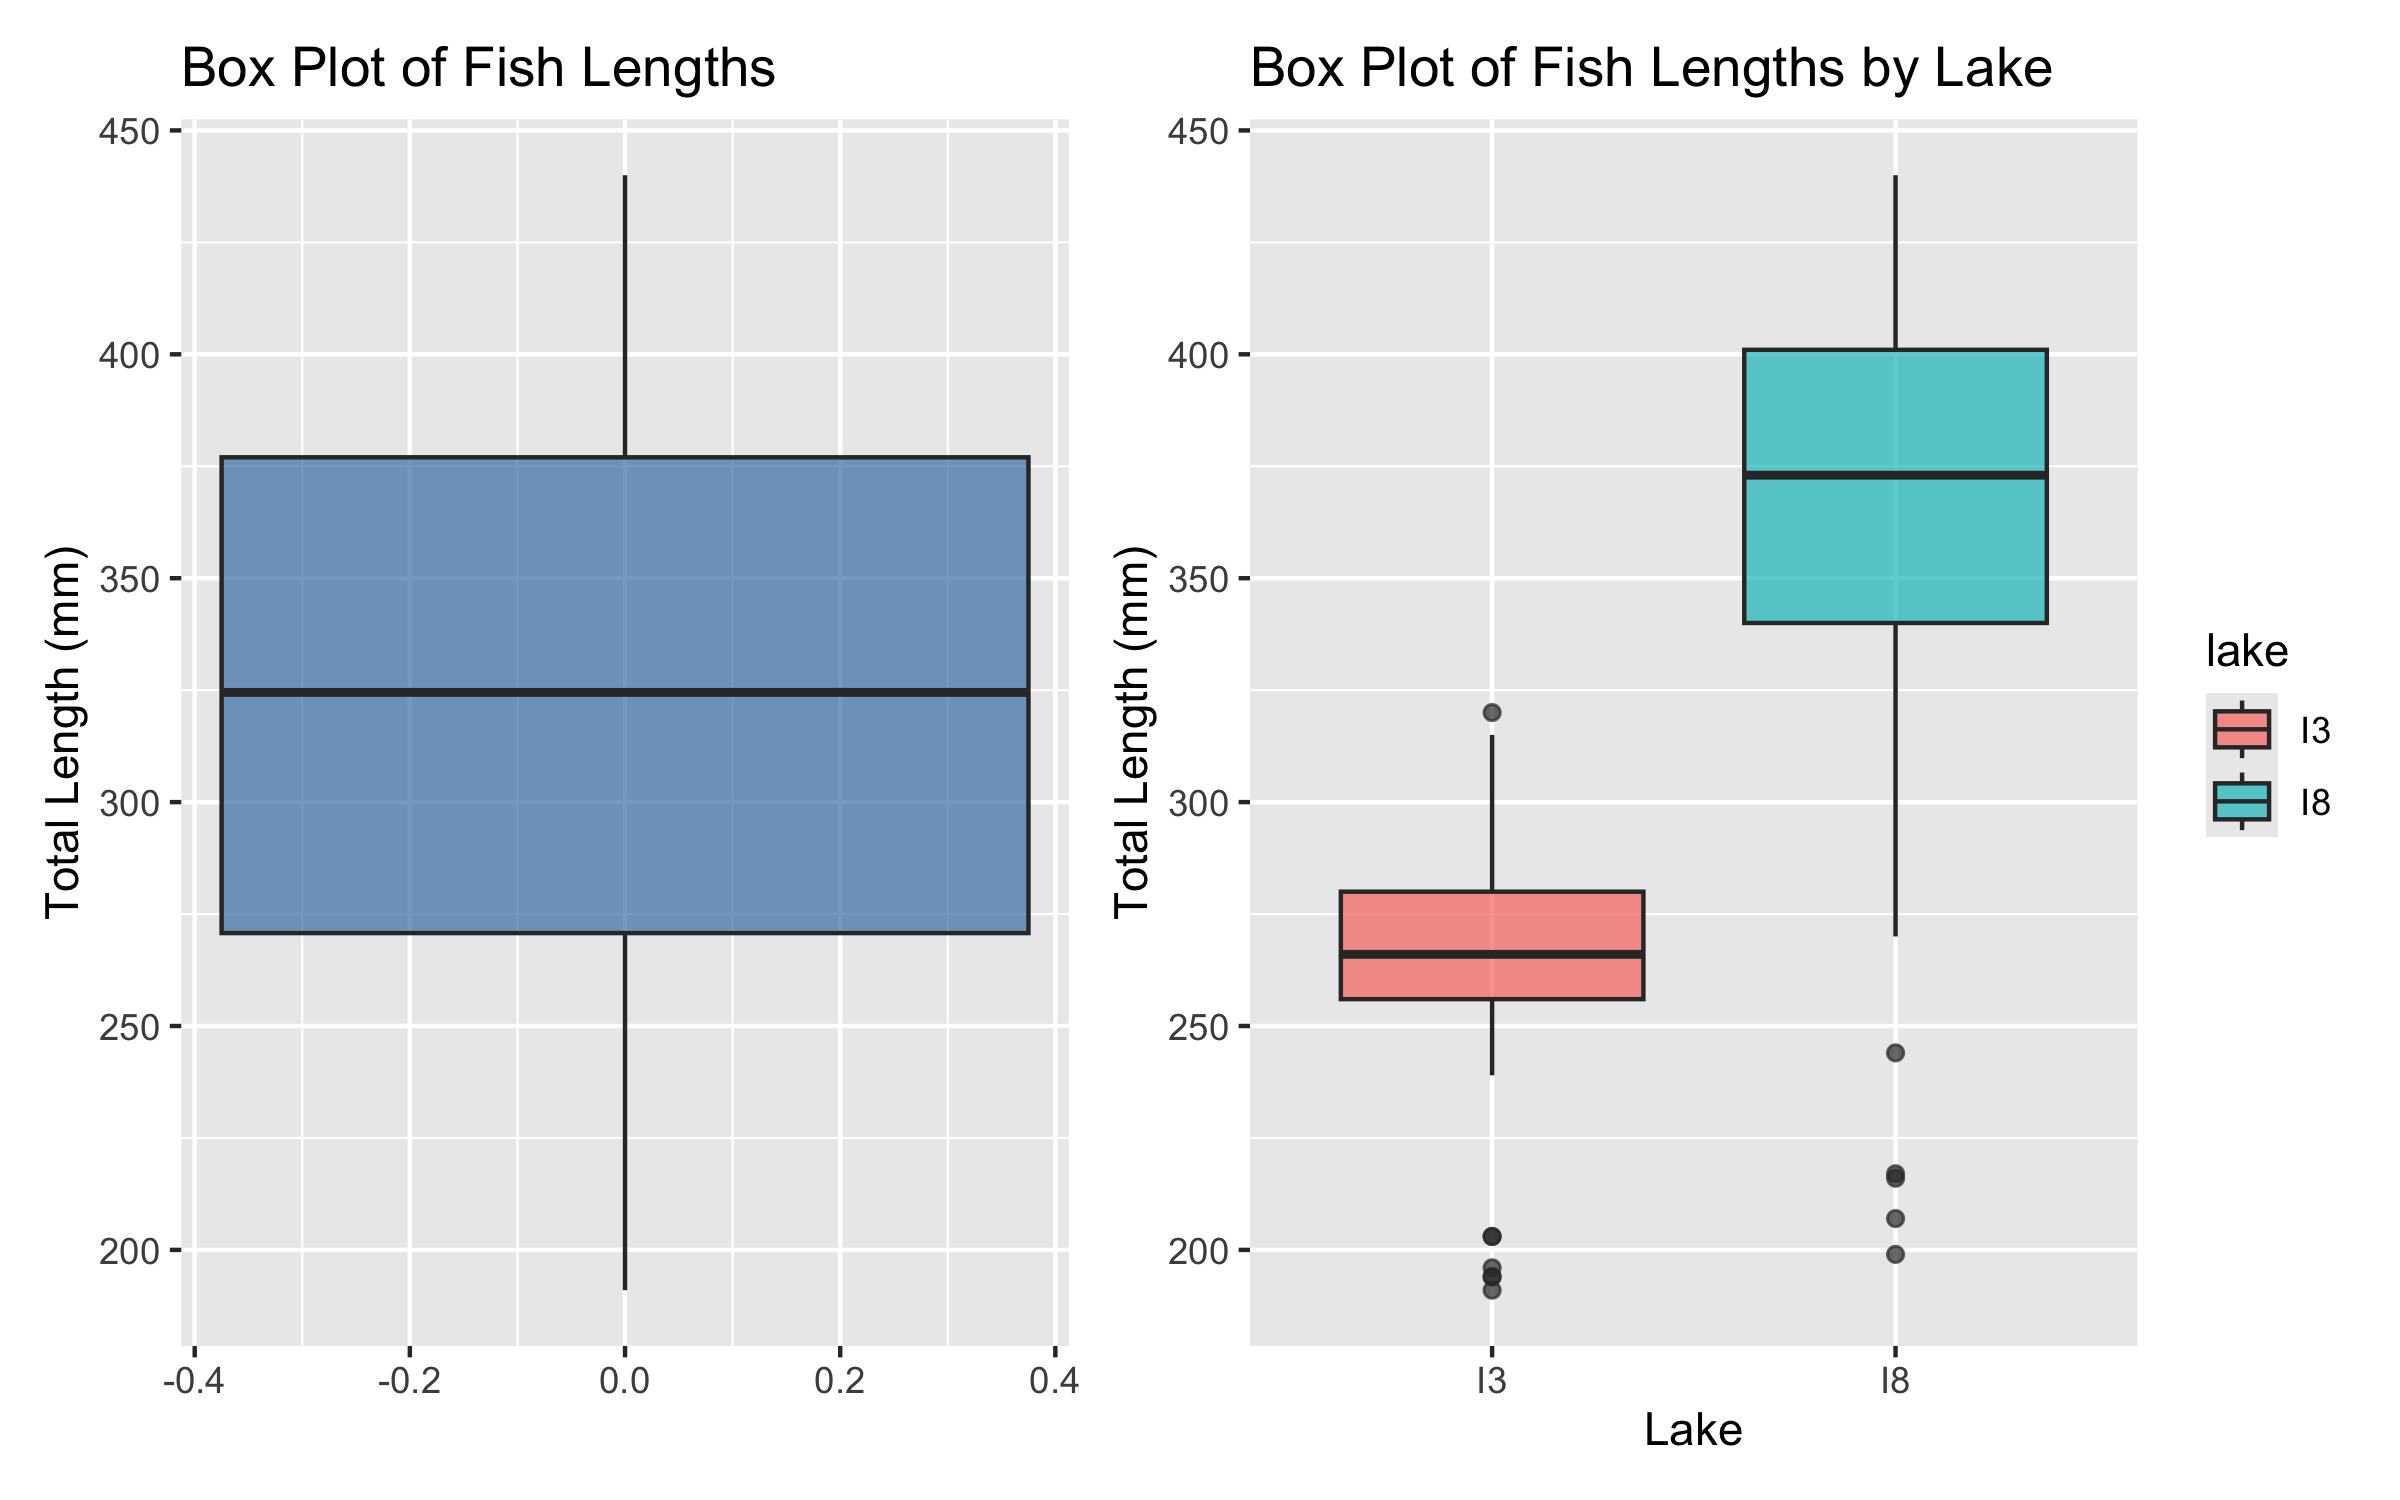 Box Plot of Fish Lengths
Total Length (mm)
450
400
350
300
250
200
-0.4 -0.2 0.0 0.2 0.4
Box Plot of Fish Lengths by Lake
Total Length (mm)
450
400
350
300
250
200
I3 I8
Lake
lake
I3
I8